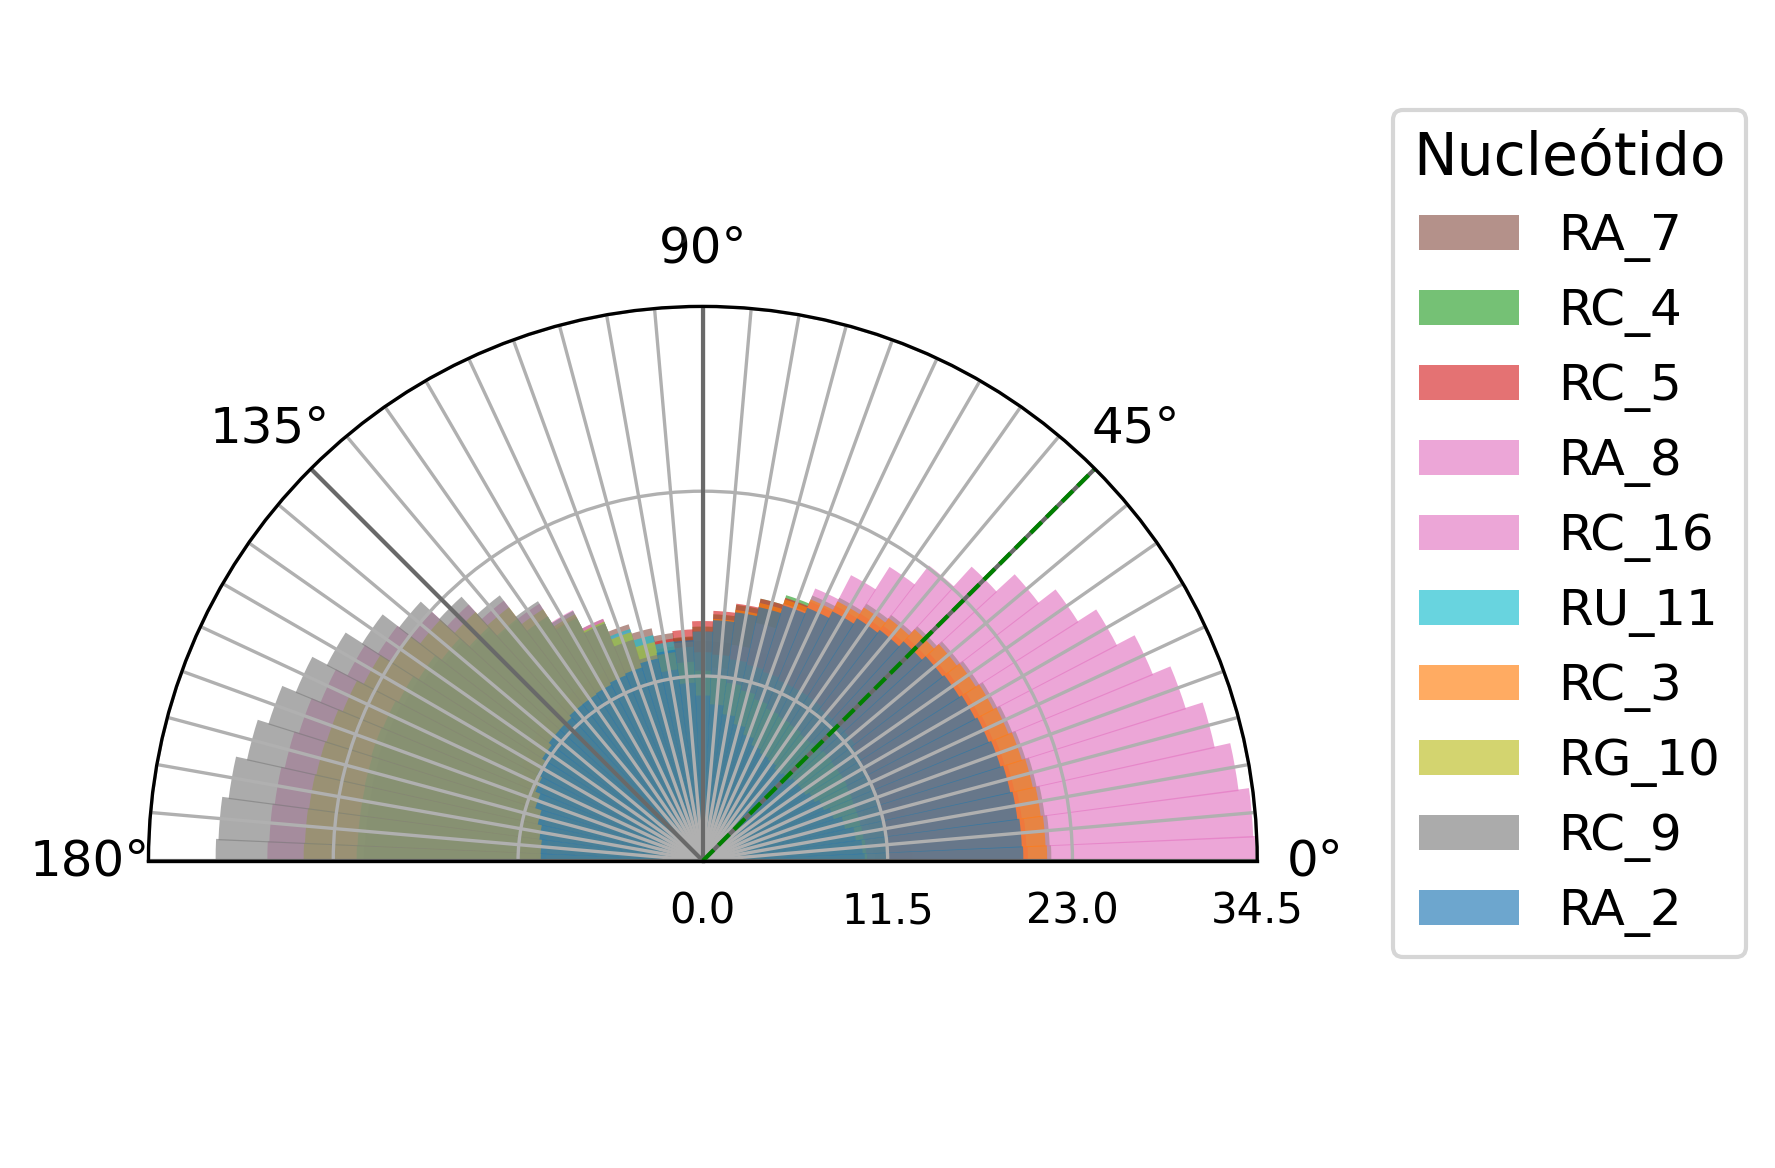 90°
135°
45°
180°
0°
0.0
11.5
23.0
34.5
Nucleótido
RA_7
RC_4
RC_5
RA_8
RC_16
RU_11
RC_3
RG_10
RC_9
RA_2